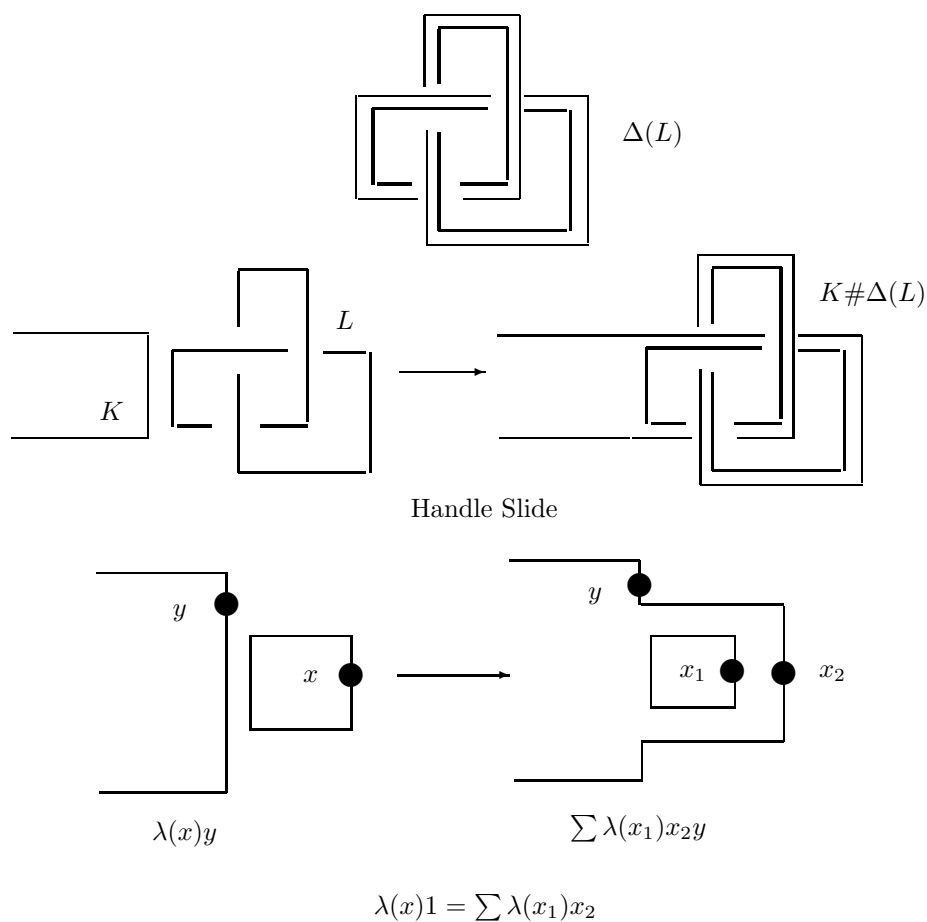 Δ(L)
K#Δ(L)
L
K
Handle Slide
y
x
y
x₁
x₂
λ(x)y
∑ λ(x₁)x₂y
λ(x)1 = ∑ λ(x₁)x₂